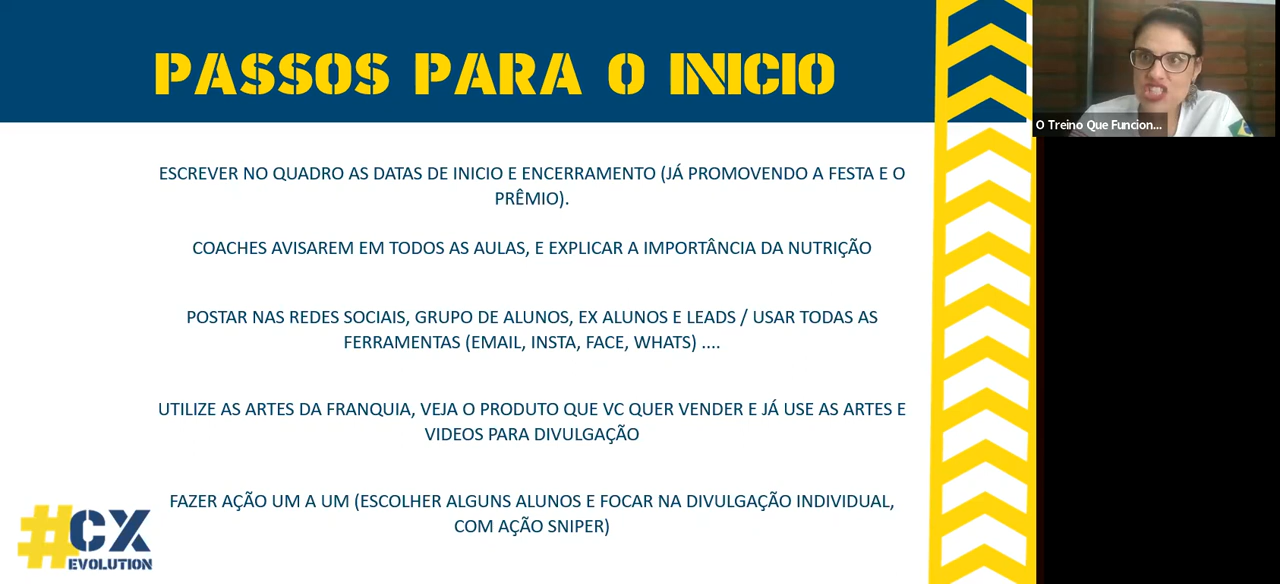 PASSOS PARA O INICIO
O Treino Que Funcion...
ESCREVER NO QUADRO AS DATAS DE INICIO E ENCERRAMENTO (JÁ PROMOVENDO A FESTA E O
PRÊMIO).
COACHES AVISAREM EM TODOS AS AULAS, E EXPLICAR A IMPORTÂNCIA DA NUTRIÇÃO
POSTAR NAS REDES SOCIAIS, GRUPO DE ALUNOS, EX ALUNOS E LEADS / USAR TODAS AS
FERRAMENTAS (EMAIL, INSTA, FACE, WHATS) ....
UTILIZE AS ARTES DA FRANQUIA, VEJA O PRODUTO QUE VC QUER VENDER E JÁ USE AS ARTES E
VIDEOS PARA DIVULGAÇÃO
FAZER AÇÃO UM A UM (ESCOLHER ALGUNS ALUNOS E FOCAR NA DIVULGAÇÃO INDIVIDUAL,
COM AÇÃO SNIPER)
#CX
EVOLUTION